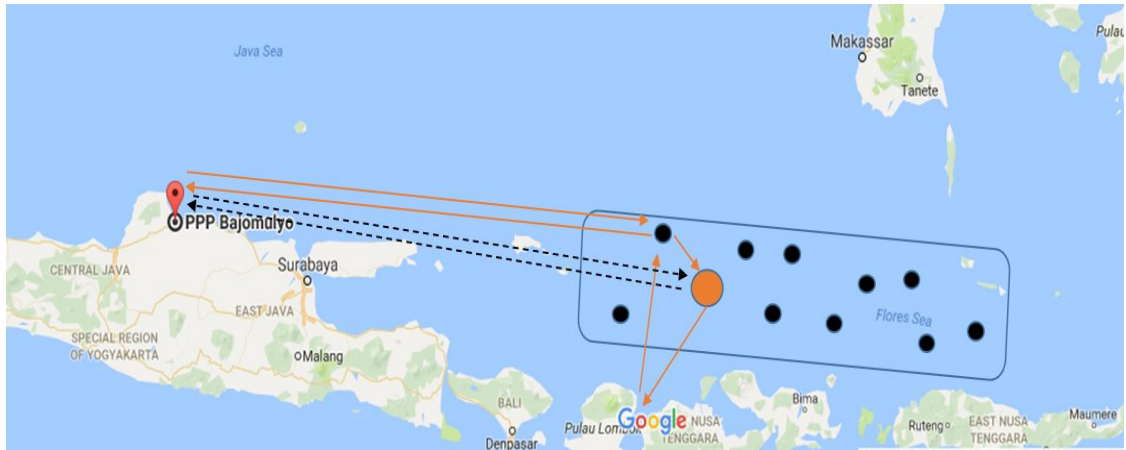 Java Sea
Makassar
Pulau
Tanete
PPP Bajomulyo
CENTRAL JAVA
Surabaya
EAST JAVA
SPECIAL REGION
OF YOGYAKARTA
Malang
BALI
Denpasar
Pulau Lombok
Google
NUSA
TENGGARA
Bima
Flores Sea
Ruteng
EAST NUSA
TENGGARA
Maumere